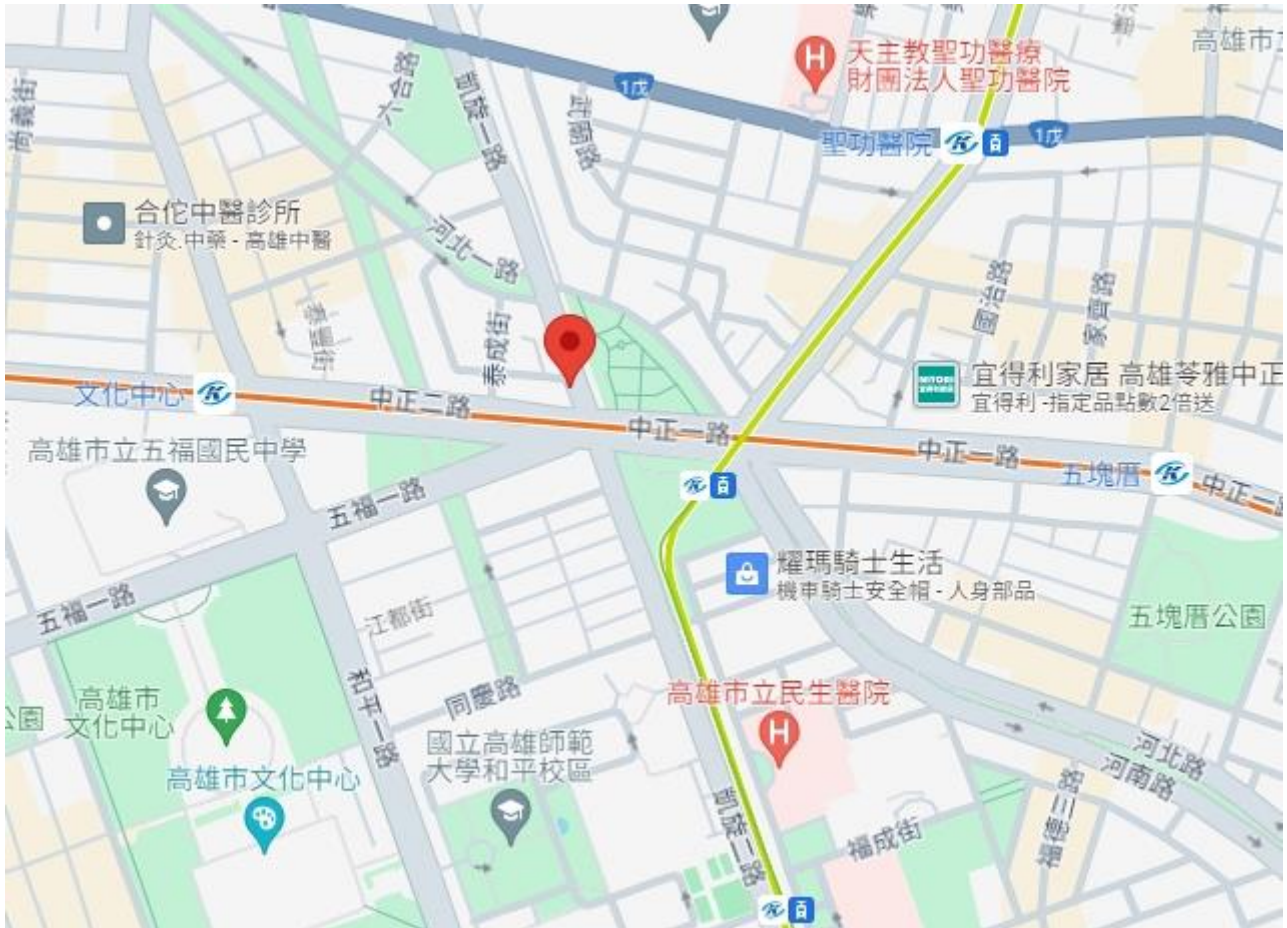 高雄市立
天主教聖功醫療
財團法人聖功醫院
1戊
六合路
凱旋一路
武廟路
尚義街
聖功醫院
1戊
合佗中醫診所
針灸.中藥 - 高雄中醫
河北一路
國治路
家齊路
泰成街
文化中心
中正二路
中正一路
宜得利家居 高雄苓雅中正
宜得利 -指定品點數2倍送
高雄市立五福國民中學
中正一路
五塊厝
中正一路
五福一路
耀瑪騎士生活
機車騎士安全帽 - 人身部品
五福一路
江都街
五塊厝公園
高雄市
文化中心
公園
同慶路
和平一路
高雄市立民生醫院
國立高雄師範
大學和平校區
高雄市文化中心
河北路
河南路
凱旋二路
福成街
福德三路